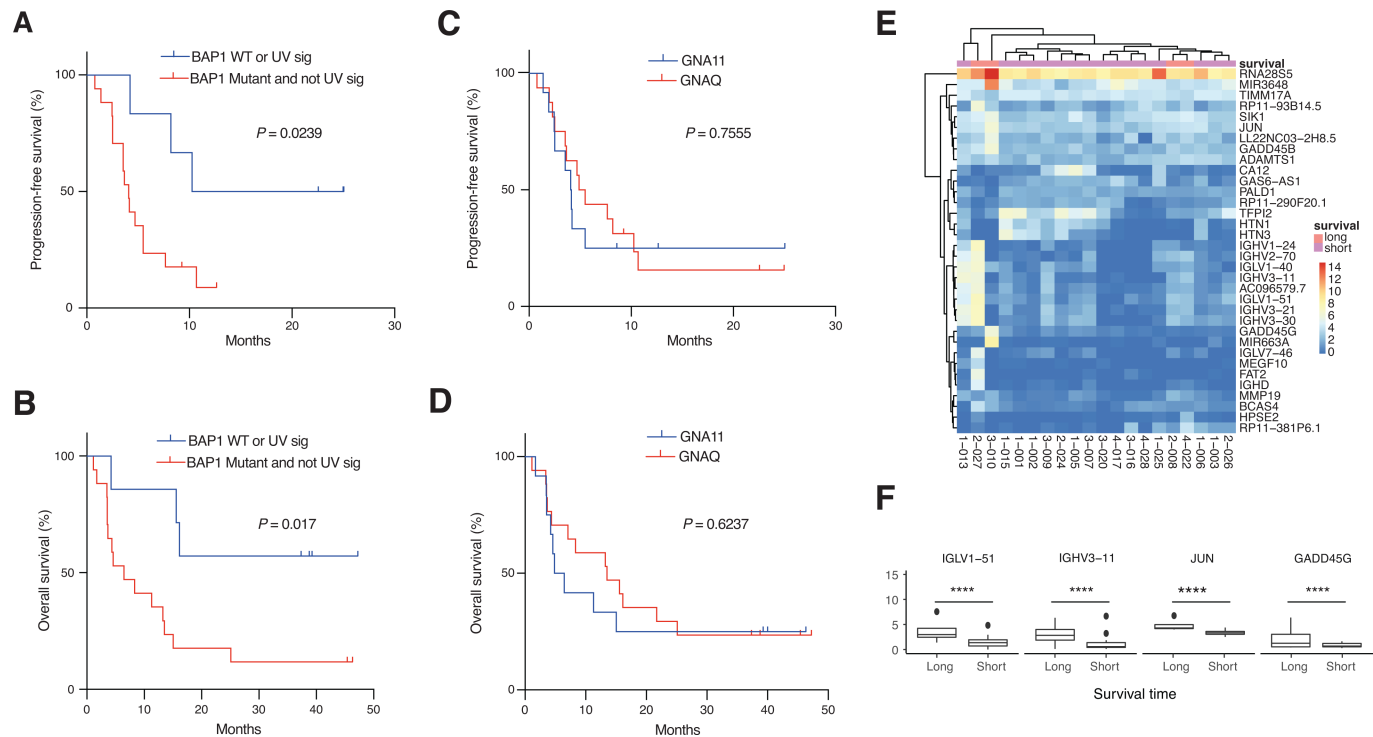 A
BAP1 WT or UV sig
BAP1 Mutant and not UV sig
P = 0.0239
Progression-free survival (%)
100
50
0
0 10 20 30
Months
B
BAP1 WT or UV sig
BAP1 Mutant and not UV sig
P = 0.017
Overall survival (%)
100
50
0
0 10 20 30 40 50
Months
C
GNA11
GNAQ
P = 0.7555
Progression-free survival (%)
100
50
0
0 10 20 30
Months
D
GNA11
GNAQ
P = 0.6237
Overall survival (%)
100
50
0
0 10 20 30 40 50
Months
E
survival
RNA28S5
MIR3648
TIMM17A
RP11−93B14.5
SIK1
JUN
LL22NC03−2H8.5
GADD45B
ADAMTS1
CA12
GAS6−AS1
PALD1
RP11−290F20.1
TFPI2
HTN1
HTN3
IGHV1−24
IGHV2−70
IGLV1−40
IGHV3−11
AC096579.7
IGLV1−51
IGHV3−21
IGHV3−30
GADD45G
MIR663A
IGLV7−46
MEGF10
FAT2
IGHD
MMP19
BCAS4
HPSE2
RP11−381P6.1
1−013
2−027
3−010
1−015
1−001
1−002
3−009
2−024
1−005
3−007
3−020
4−017
3−016
4−028
1−025
2−008
4−022
1−006
1−003
2−026
survival
long
short
14
12
10
8
6
4
2
0
F
IGLV1−51 IGHV3−11 JUN GADD45G
**** **** **** ****
15
10
5
0
Long Short Long Short Long Short Long Short
Survival time